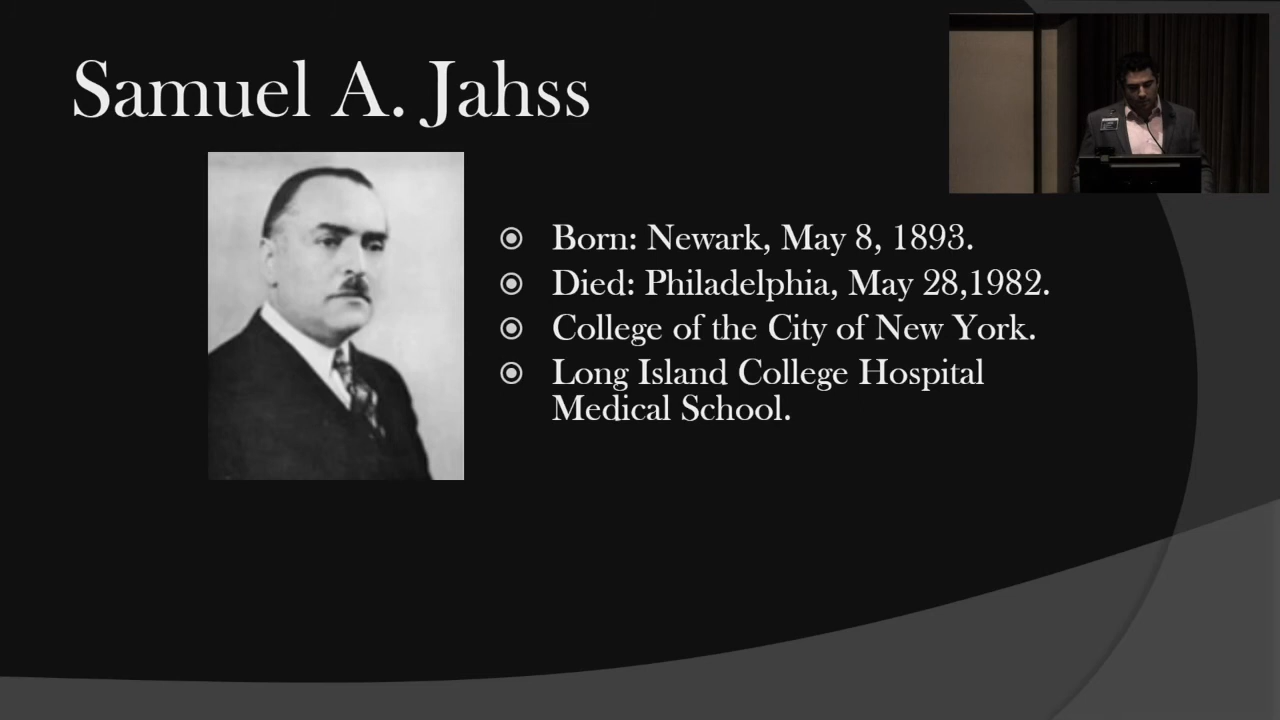 Samuel A. Jahss
Born: Newark, May 8, 1893.
Died: Philadelphia, May 28,1982.
College of the City of New York.
Long Island College Hospital
Medical School.